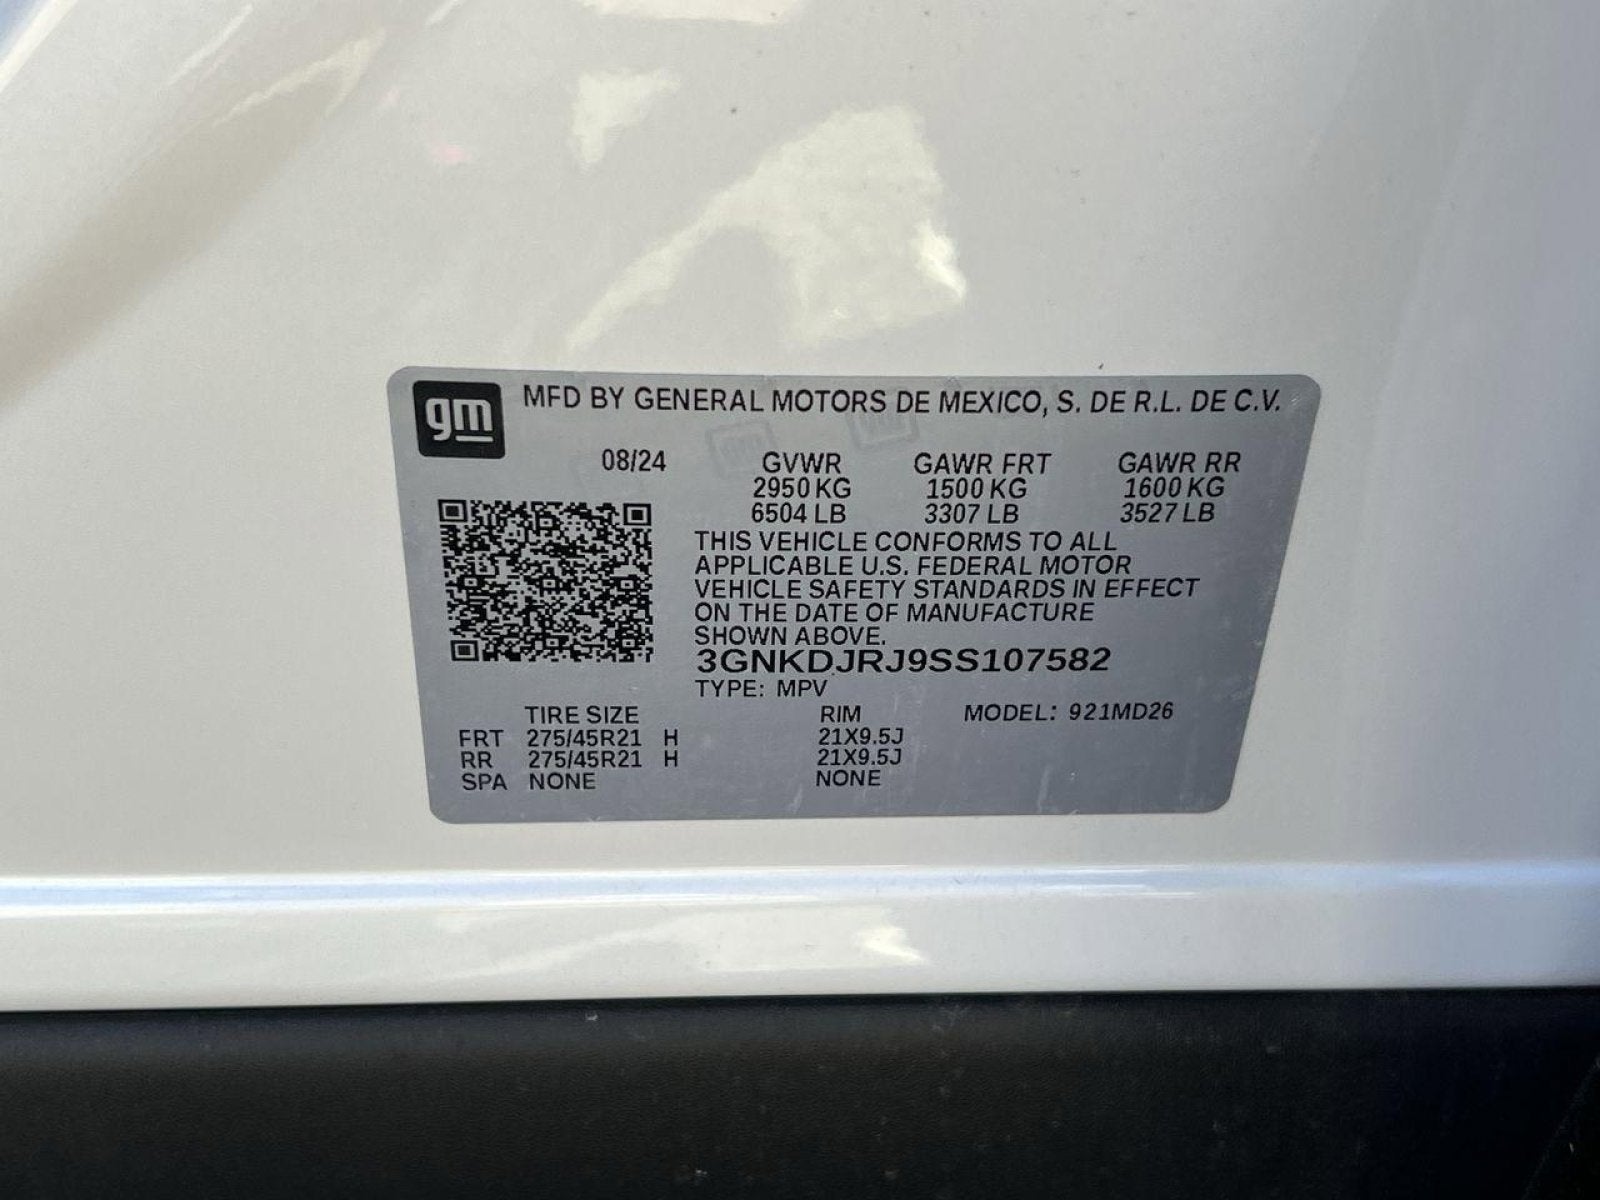 gm
MFD BY GENERAL MOTORS DE MEXICO, S. DE R.L. DE C.V.
08/24 GVWR GAWR FRT GAWR RR
2950 KG 1500 KG 1600 KG
6504 LB 3307 LB 3527 LB
THIS VEHICLE CONFORMS TO ALL
APPLICABLE U.S. FEDERAL MOTOR
VEHICLE SAFETY STANDARDS IN EFFECT
ON THE DATE OF MANUFACTURE
SHOWN ABOVE.
3GNKDJRJ9SS107582
TYPE: MPV
TIRE SIZE RIM MODEL: 921MD26
FRT 275/45R21 H 21X9.5J
RR 275/45R21 H 21X9.5J
SPA NONE NONE